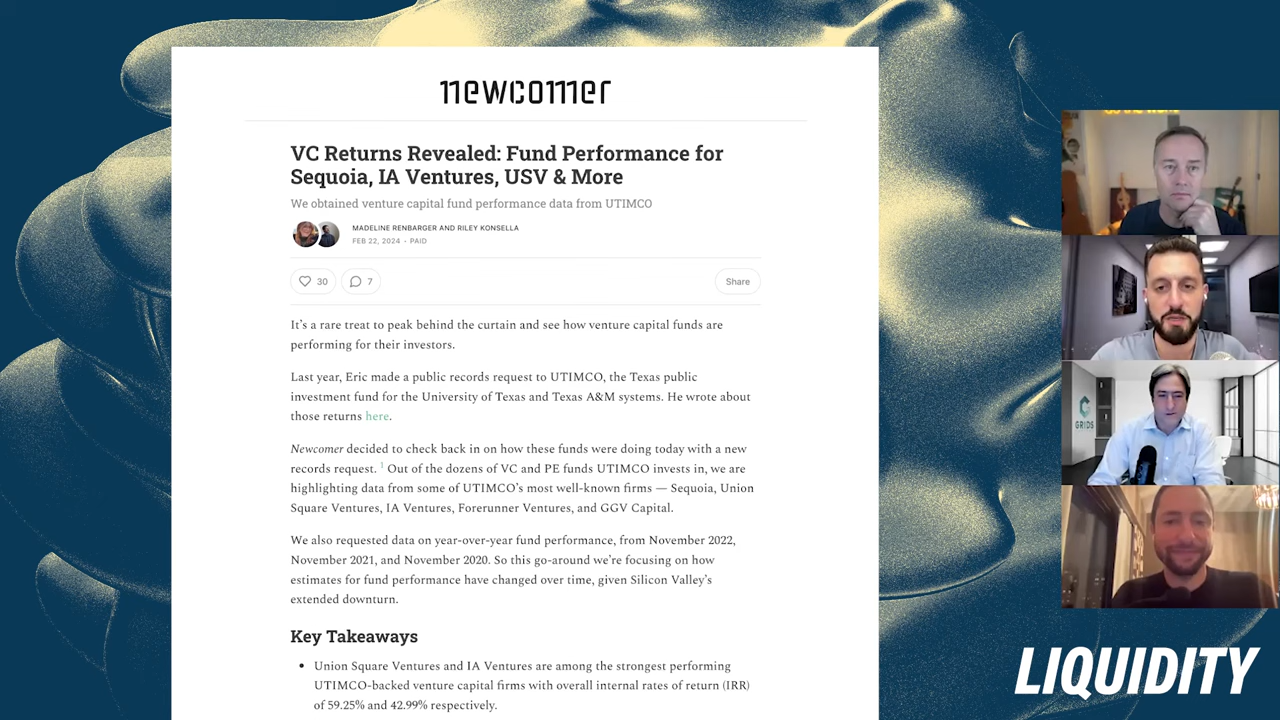 newcomer
VC Returns Revealed: Fund Performance for
Sequoia, IA Ventures, USV & More
We obtained venture capital fund performance data from UTIMCO
MADELINE RENBARGER AND RILEY KONSELLA
FEB 22, 2024 • PAID
30
7
Share
It's a rare treat to peak behind the curtain and see how venture capital funds are
performing for their investors.
Last year, Eric made a public records request to UTIMCO, the Texas public
investment fund for the University of Texas and Texas A&M systems. He wrote about
those returns here.
Newcomer decided to check back in on how these funds were doing today with a new
records request. 1 Out of the dozens of VC and PE funds UTIMCO invests in, we are
highlighting data from some of UTIMCO's most well-known firms — Sequoia, Union
Square Ventures, IA Ventures, Forerunner Ventures, and GGV Capital.
We also requested data on year-over-year fund performance, from November 2022,
November 2021, and November 2020. So this go-around we're focusing on how
estimates for fund performance have changed over time, given Silicon Valley's
extended downturn.
Key Takeaways
• Union Square Ventures and IA Ventures are among the strongest performing
UTIMCO-backed venture capital firms with overall internal rates of return (IRR)
of 59.25% and 42.99% respectively.
GRIDS
LIQUIDITY